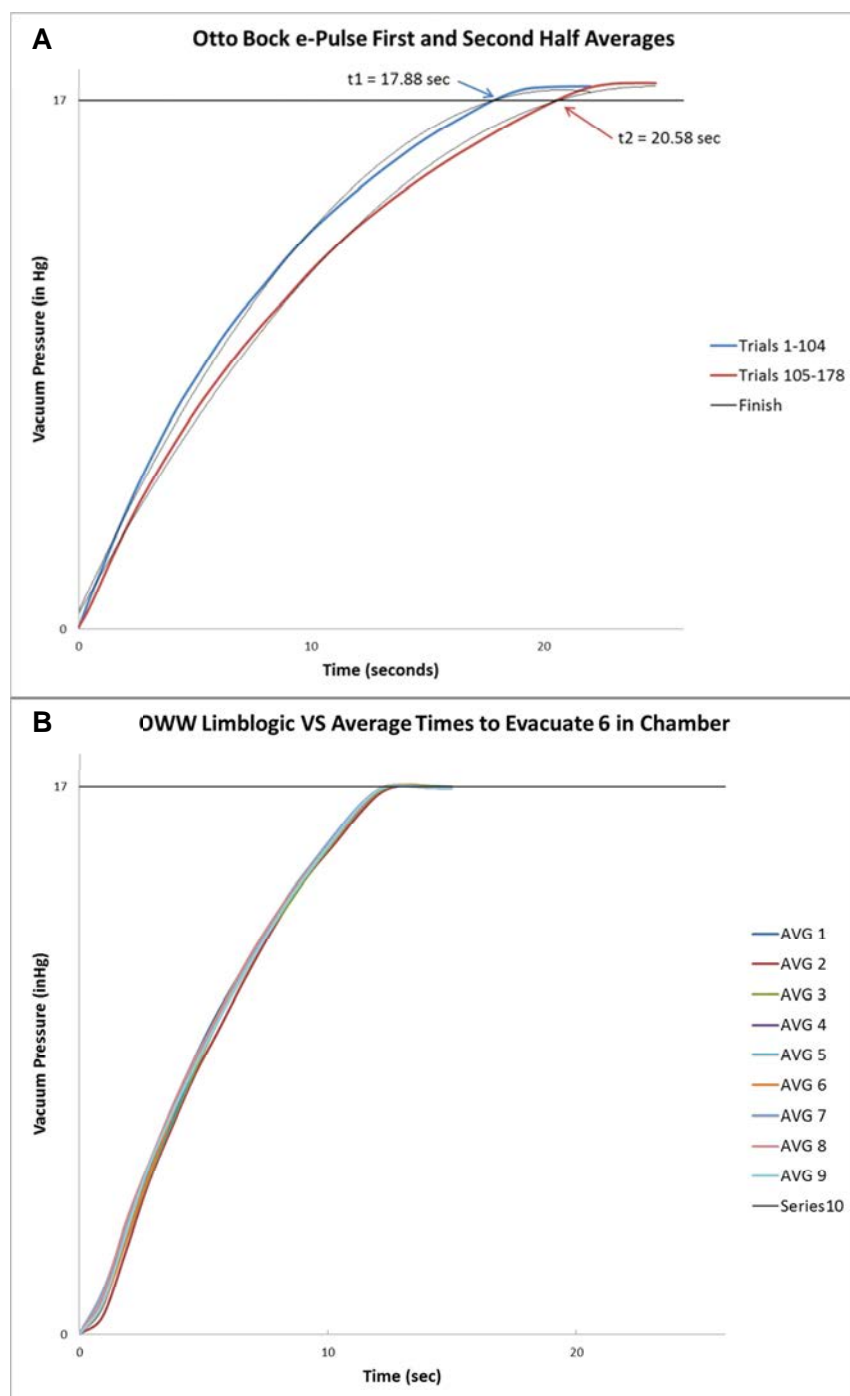 A
Otto Bock e-Pulse First and Second Half Averages
t1 = 17.88 sec
17
t2 = 20.58 sec
Vacuum Pressure (in Hg)
Trials 1-104
Trials 105-178
Finish
0
0 10 20
Time (seconds)
B
OWW Limblogic VS Average Times to Evacuate 6 in Chamber
17
Vacuum Pressure (inHg)
AVG 1
AVG 2
AVG 3
AVG 4
AVG 5
AVG 6
AVG 7
AVG 8
AVG 9
Series10
0
0 10 20
Time (sec)